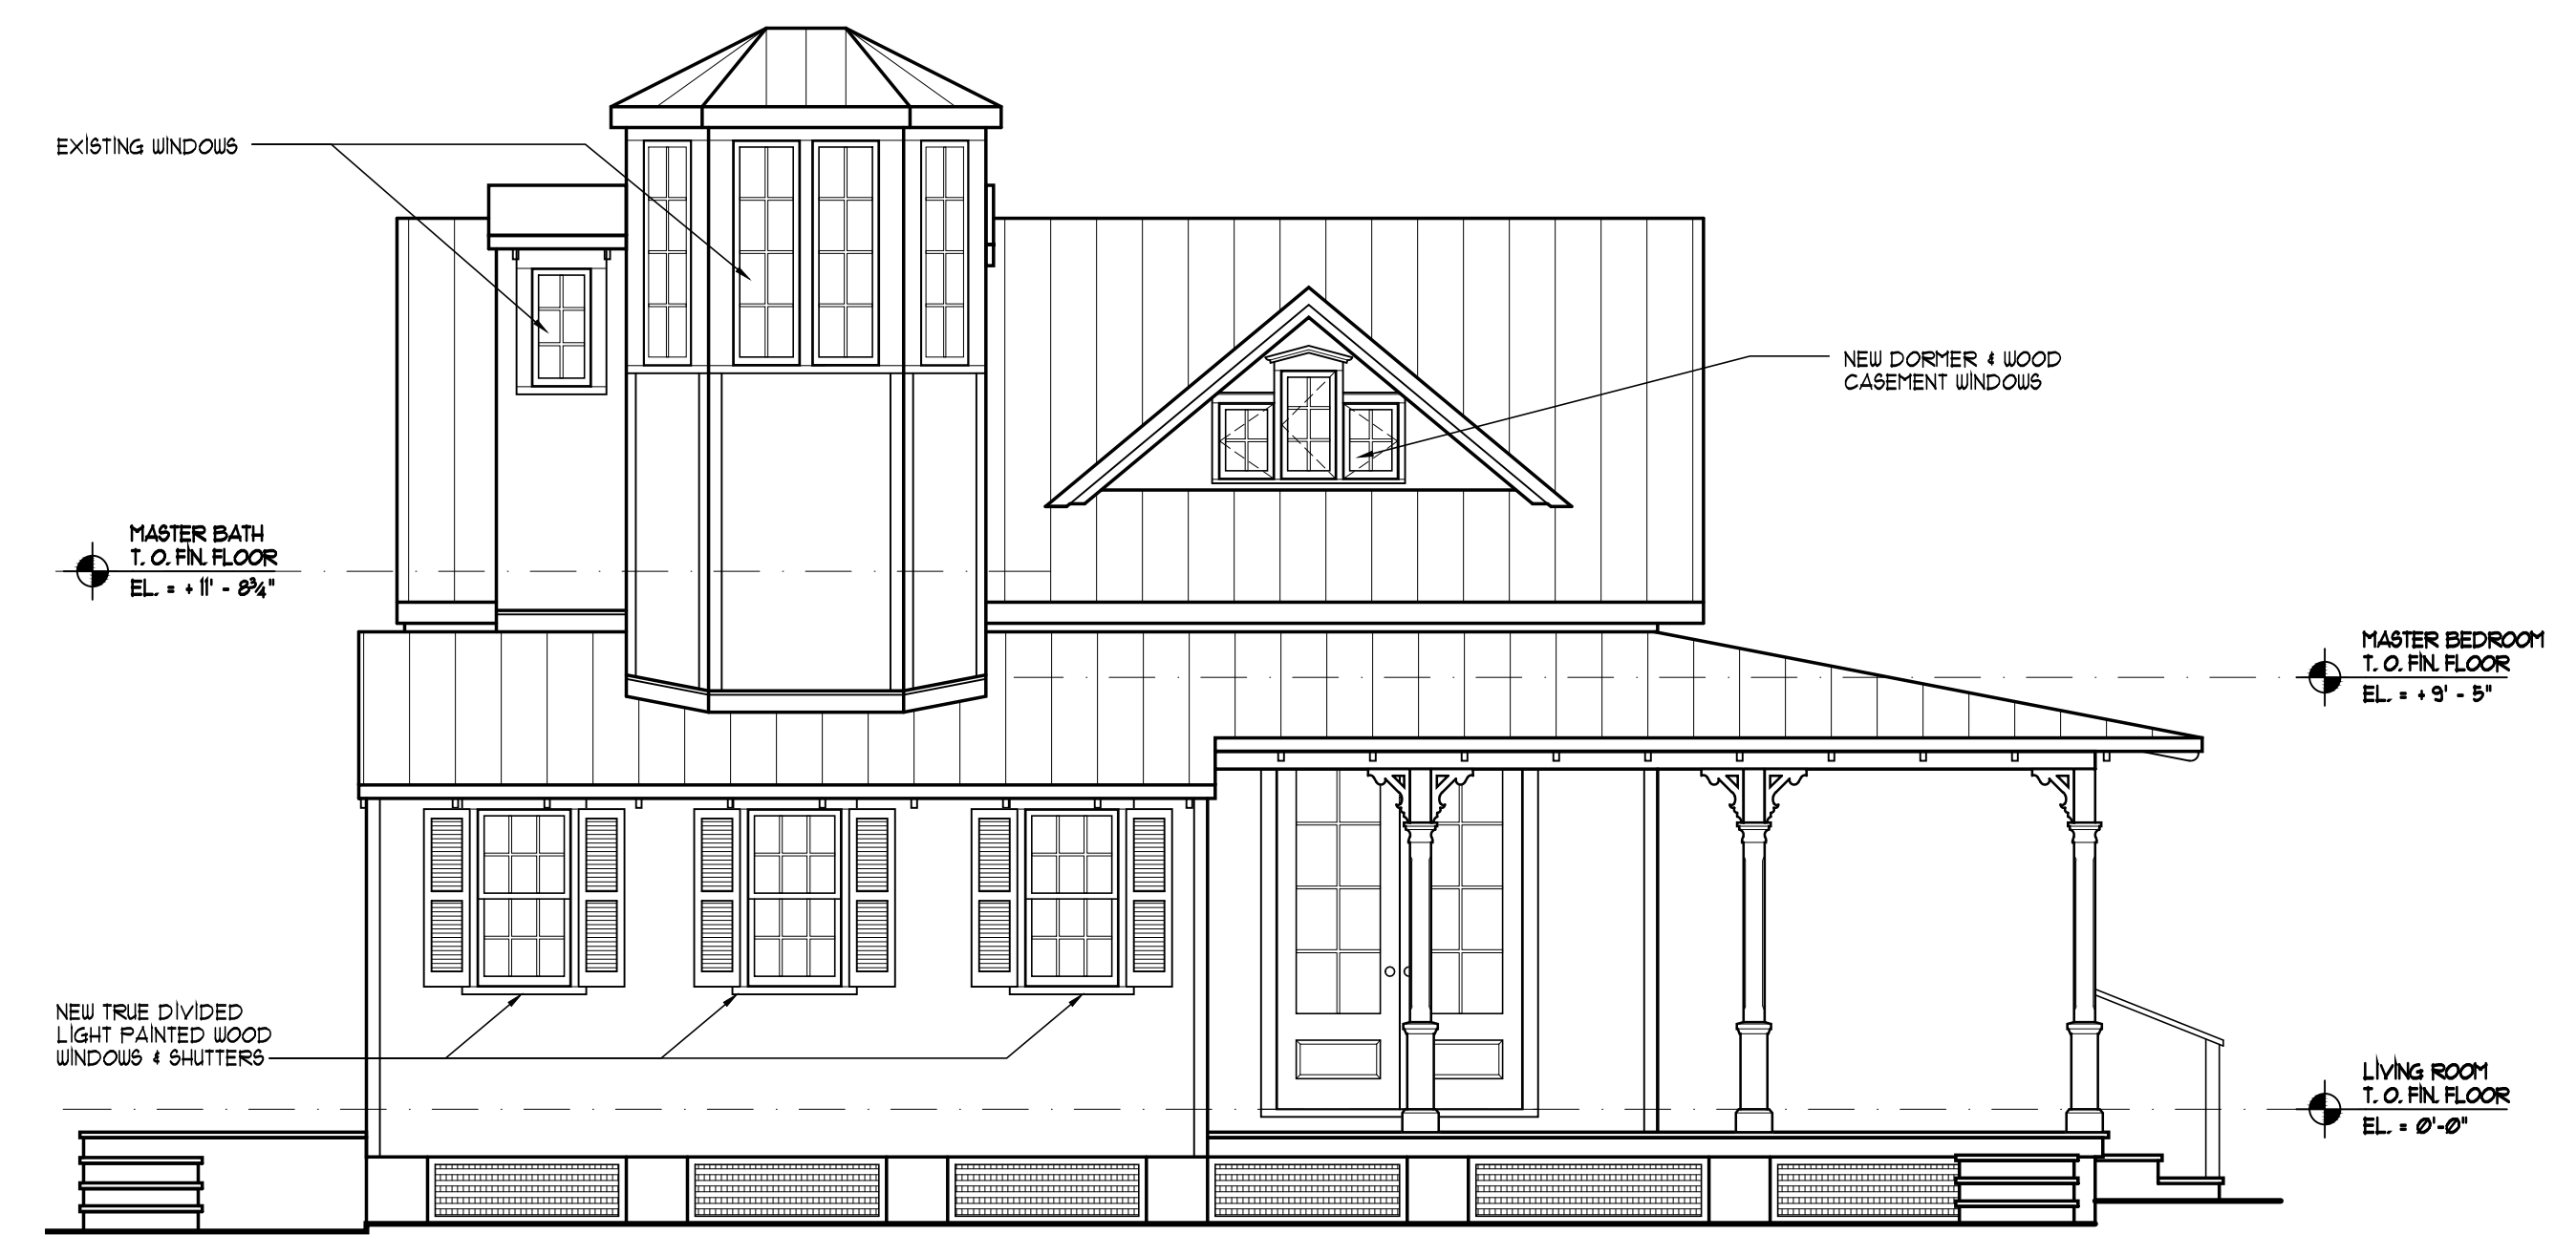 EXISTING WINDOWS
NEW DORMER & WOOD
CASEMENT WINDOWS
MASTER BATH
T. O. FIN. FLOOR
EL. = + 11' - 8¾"
MASTER BEDROOM
T. O. FIN. FLOOR
EL. = + 9' - 5"
NEW TRUE DIVIDED
LIGHT PAINTED WOOD
WINDOWS & SHUTTERS
LIVING ROOM
T. O. FIN. FLOOR
EL. = 0'-0"